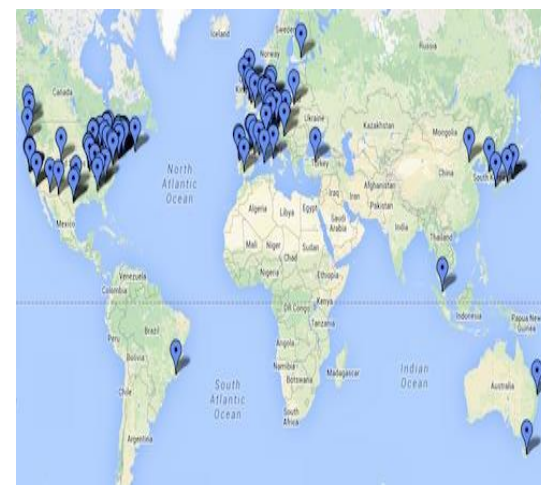 Iceland
Sweden
Norway
Russia
Canada
Ukraine
Kazakhstan
Mongolia
Turkey
China
South Korea
North
Atlantic
Ocean
Iraq
Iran
Afghanistan
Pakistan
Algeria
Libya
Egypt
Saudi
Arabia
India
Mexico
Mali
Niger
Sudan
Chad
Thailand
Nigeria
Ethiopia
Venezuela
Colombia
DR Congo
Kenya
Indonesia
Papua New
Guinea
Tanzania
Brazil
Peru
Angola
Bolivia
Namibia
Botswana
Madagascar
Indian
Ocean
Australia
Chile
South
Atlantic
Ocean
South
Africa
Argentina